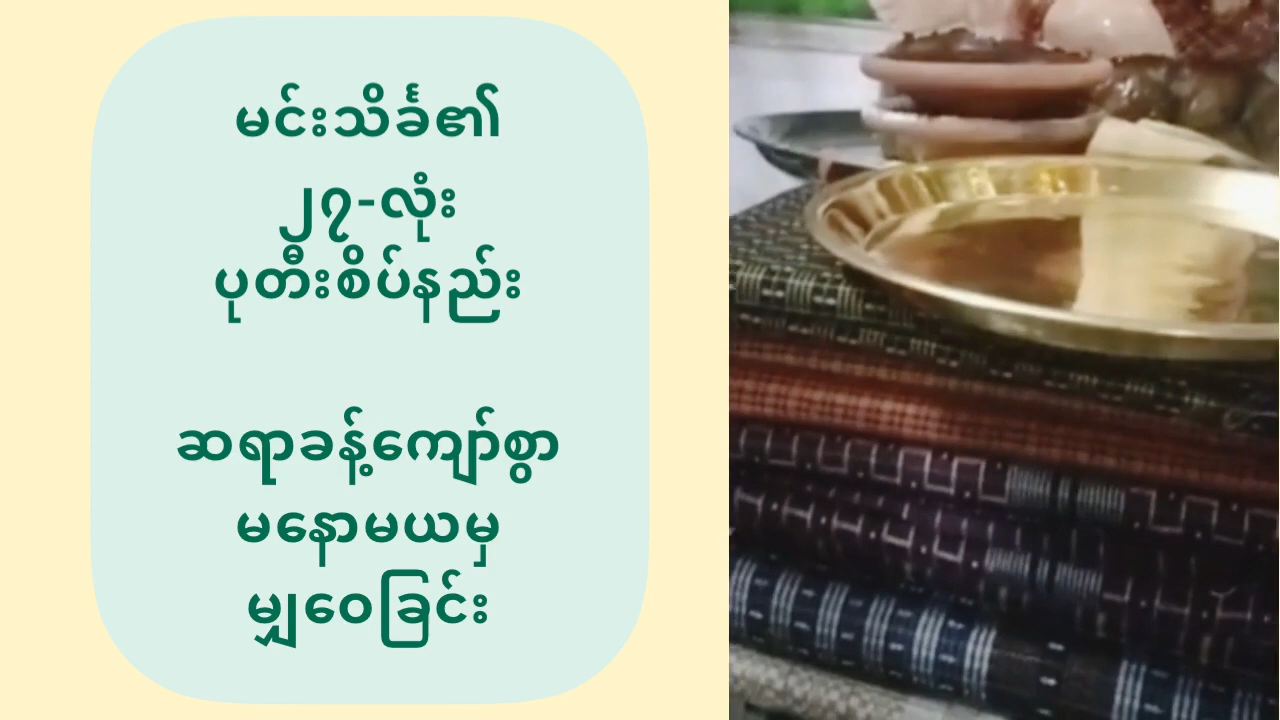 မင်းသိင်္ခ၏
၂၇-လုံး
ပုတီးစိပ်နည်း
ဆရာခန့်ကျော်စွာ
မနောမယမှ
မျှဝေခြင်း